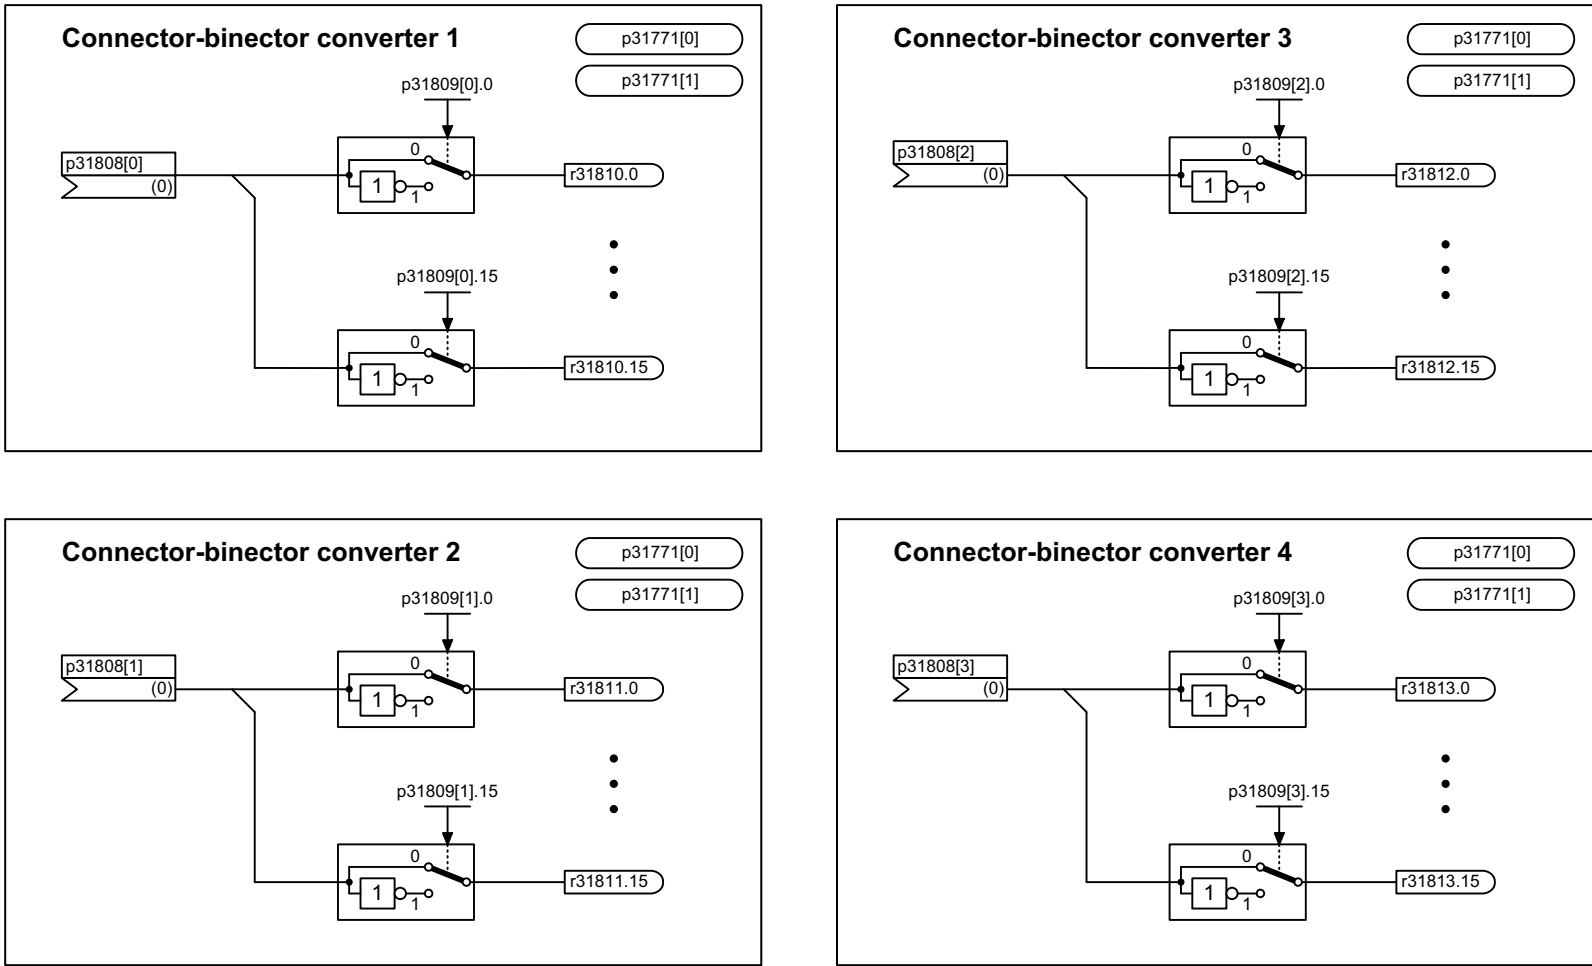 Connector-binector converter 1
p31771[0]
p31771[1]
p31809[0].0
p31808[0]
(0)
0
1
1
r31810.0
p31809[0].15
0
1
1
r31810.15
Connector-binector converter 3
p31771[0]
p31771[1]
p31809[2].0
p31808[2]
(0)
0
1
1
r31812.0
p31809[2].15
0
1
1
r31812.15
Connector-binector converter 2
p31771[0]
p31771[1]
p31809[1].0
p31808[1]
(0)
0
1
1
r31811.0
p31809[1].15
0
1
1
r31811.15
Connector-binector converter 4
p31771[0]
p31771[1]
p31809[3].0
p31808[3]
(0)
0
1
1
r31813.0
p31809[3].15
0
1
1
r31813.15